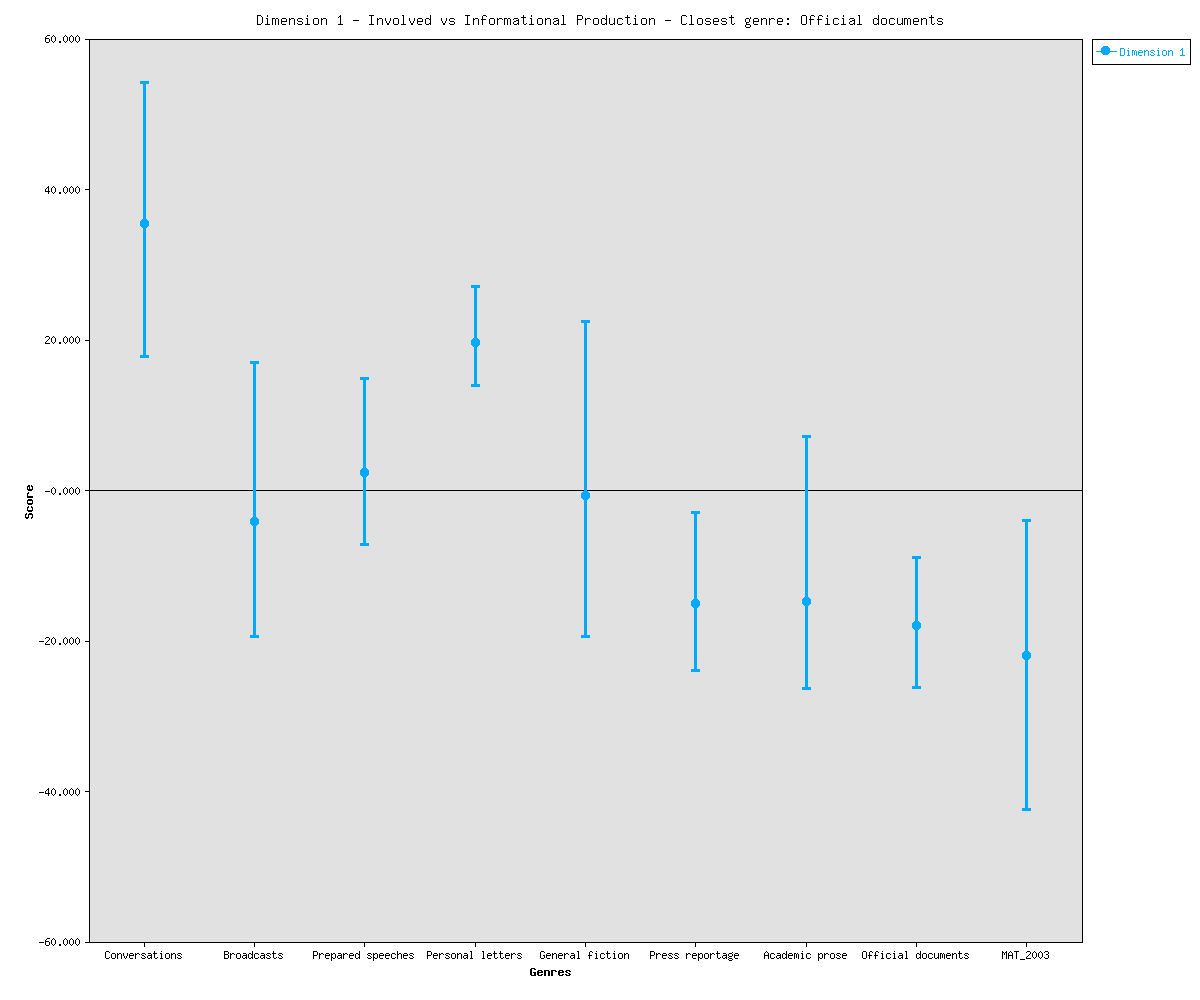 Dimension 1 - Involved vs Informational Production - Closest genre: Official documents
60.000
40.000
20.000
-0.000
-20.000
-40.000
-60.000
Score
Conversations Broadcasts Prepared speeches Personal letters General fiction Press reportage Academic prose Official documents MAT_2003
Genres
Dimension 1